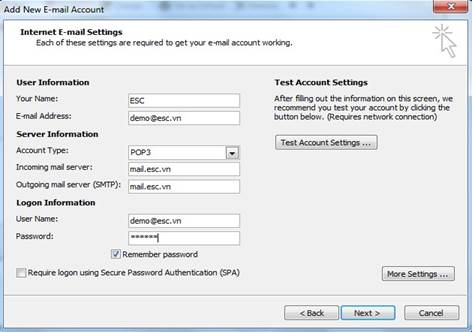 Add New E-mail Account
Internet E-mail Settings
Each of these settings are required to get your e-mail account working.
User Information
Your Name: ESC
E-mail Address: demo@esc.vn
Server Information
Account Type: POP3
Incoming mail server: mail.esc.vn
Outgoing mail server (SMTP): mail.esc.vn
Logon Information
User Name: demo@esc.vn
Password: ******
Remember password
Require logon using Secure Password Authentication (SPA)
Test Account Settings
After filling out the information on this screen, we
recommend you test your account by clicking the
button below. (Requires network connection)
Test Account Settings ...
More Settings ...
< Back
Next >
Cancel